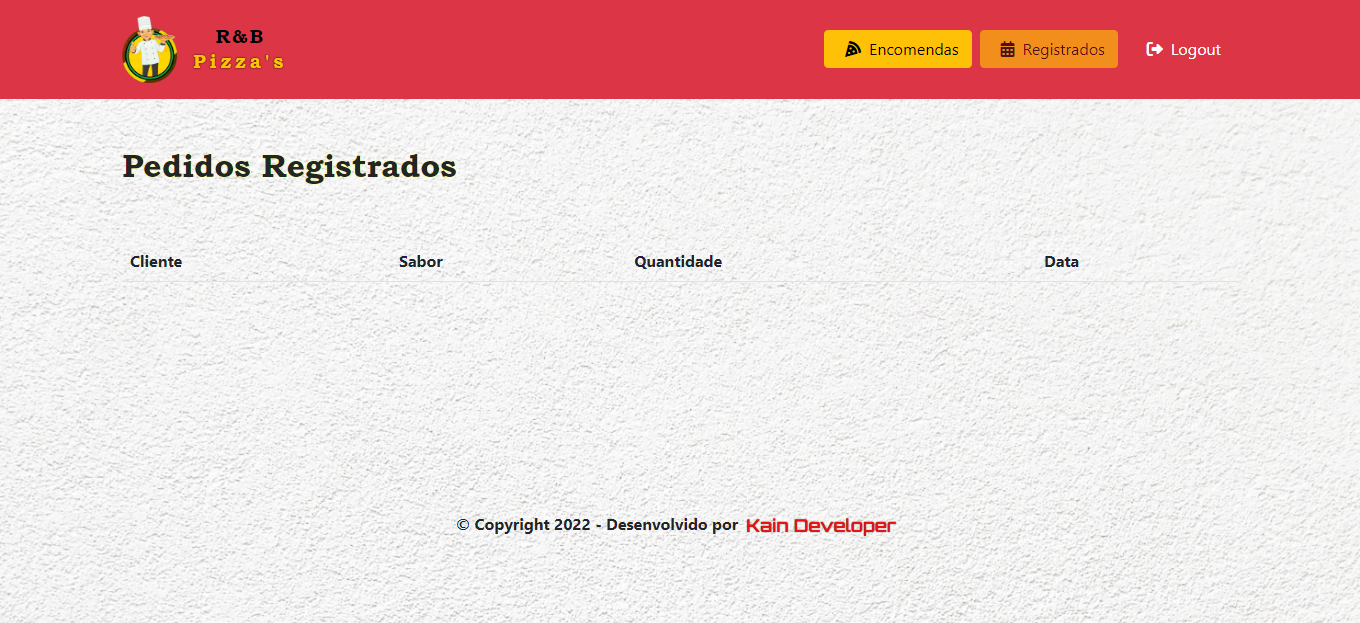 R&B
Pizza's
Encomendas
Registrados
Logout
Pedidos Registrados
Cliente Sabor Quantidade Data
© Copyright 2022 - Desenvolvido por Kain Developer